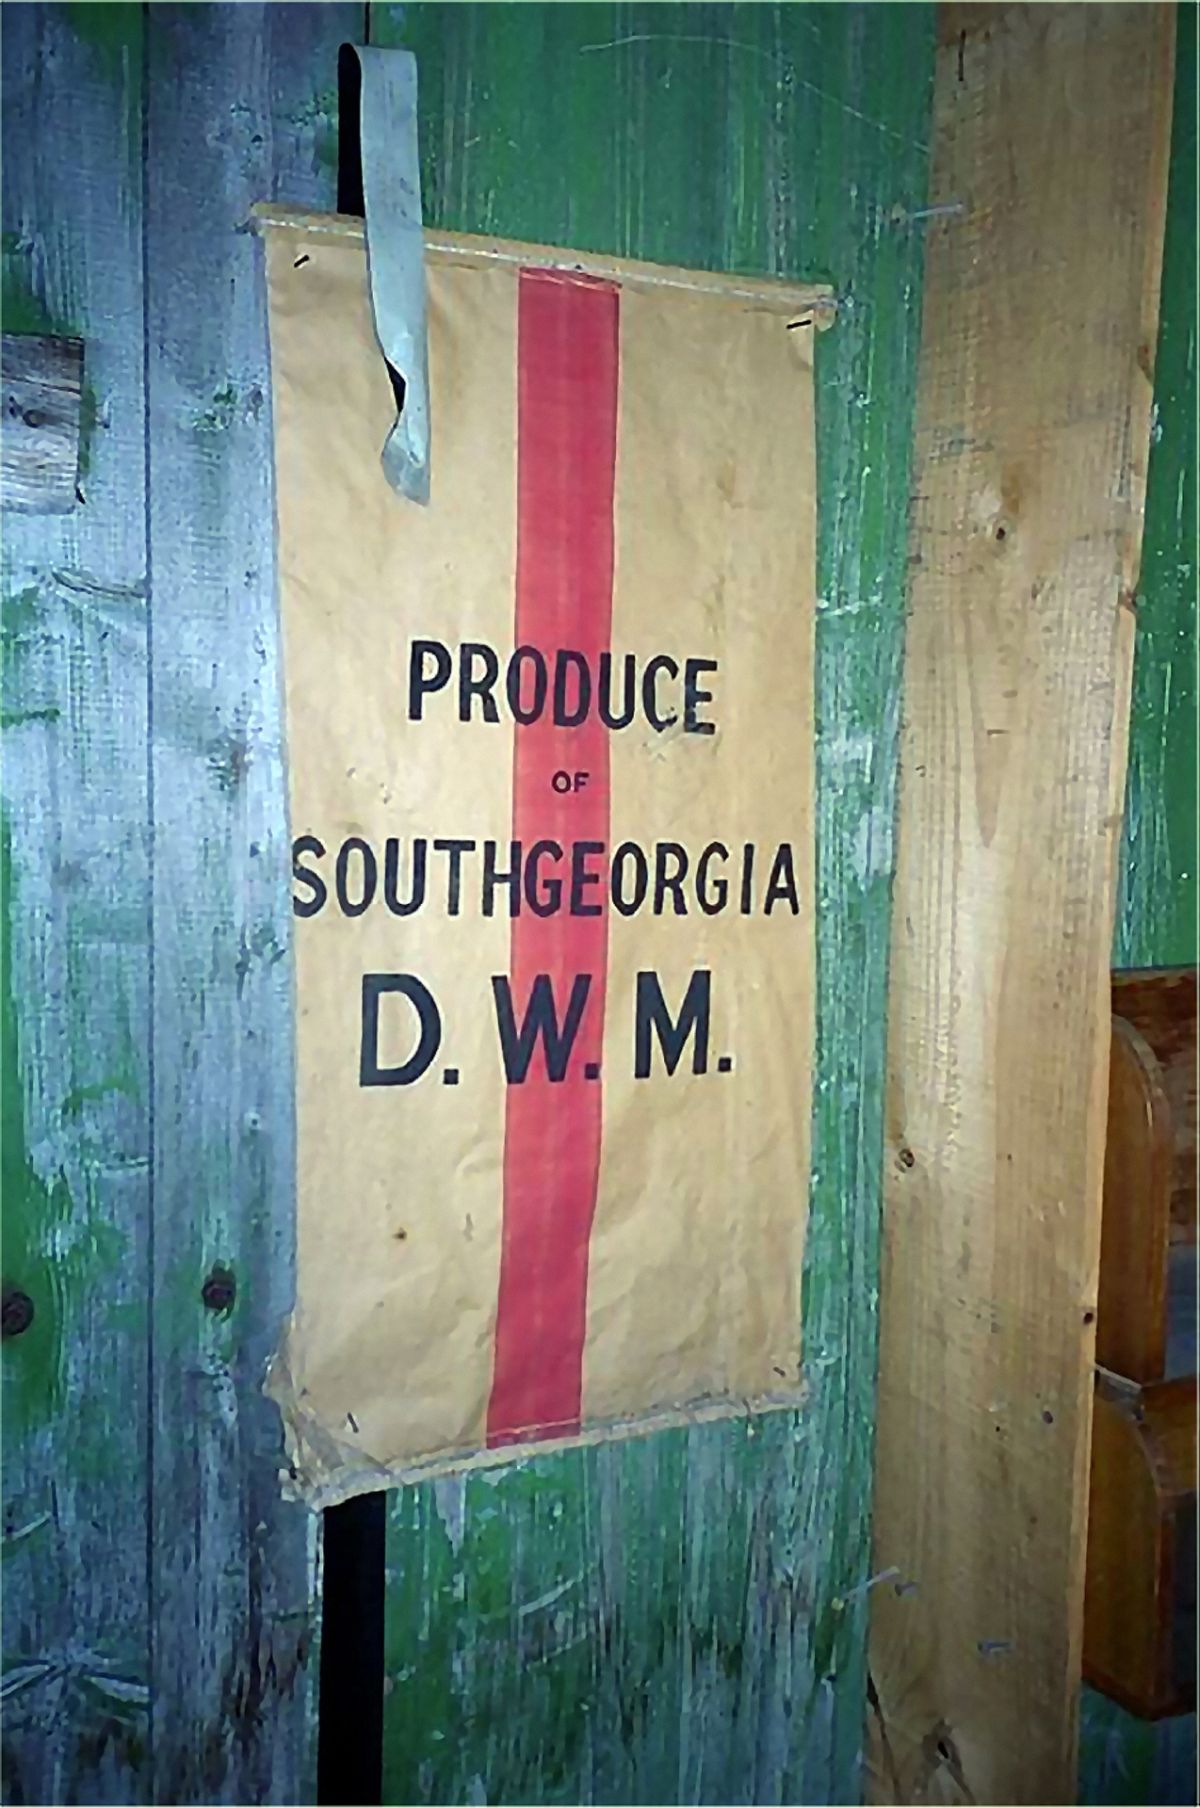 PRODUCE
OF
SOUTHGEORGIA
D. W. M.